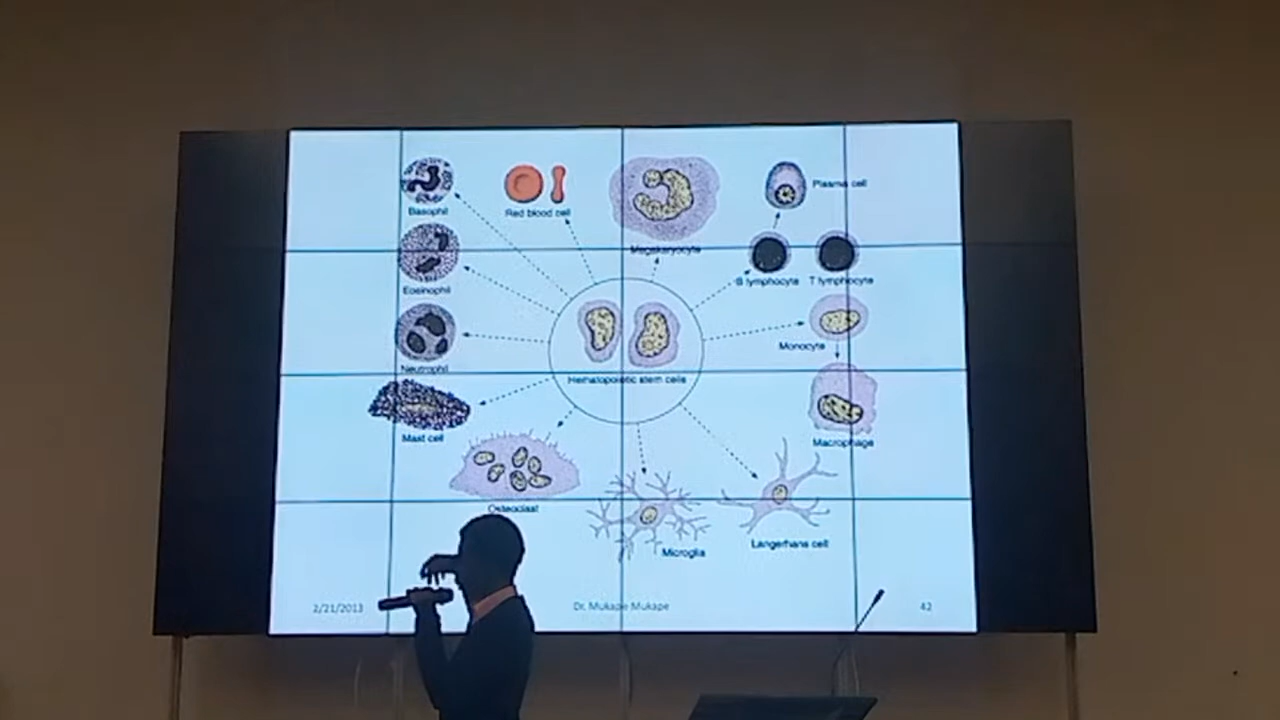 Basophil
Red blood cell
Megakaryocyte
Plasma cell
Eosinophil
B lymphocyte
T lymphocyte
Neutrophil
Monocyte
Hematopoietic stem cells
Mast cell
Macrophage
Osteoclast
Microglia
Langerhans cell
2/21/2013
Dr. Mukape Mukape
42